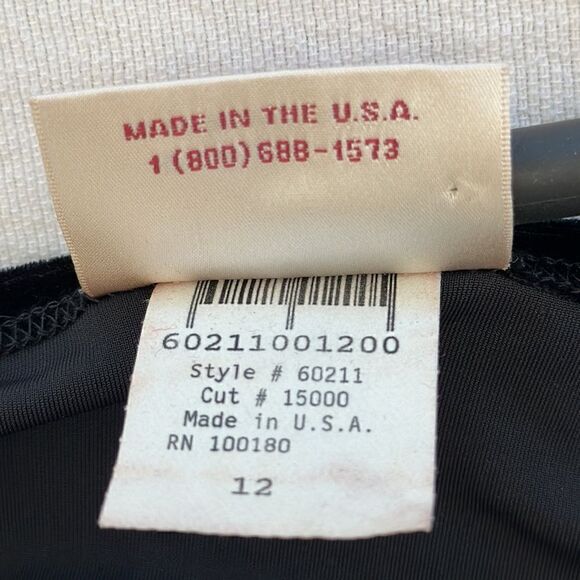 MADE IN THE U.S.A.
1 (800) 688-1573
60211001200
Style # 60211
Cut # 15000
Made in U.S.A.
RN 100180
12